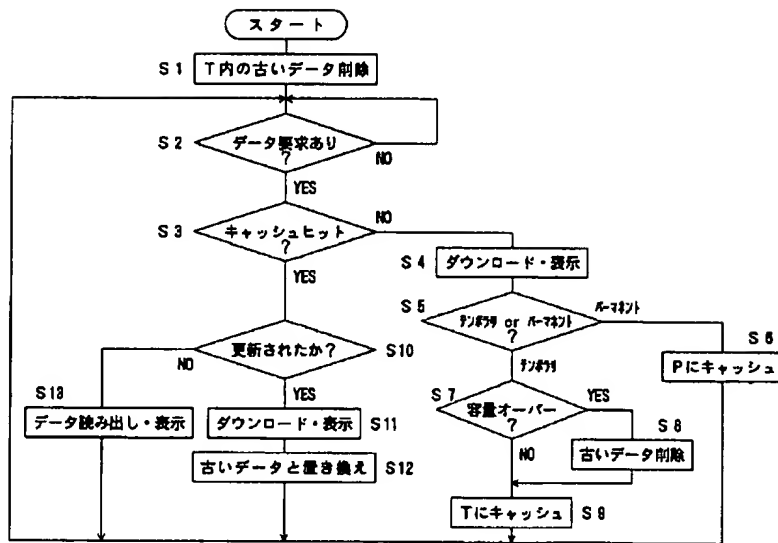 スタート
S1 T内の古いデータ削除
S2 データ要求あり
?
NO
YES
S3 キャッシュヒット
?
NO
YES
S4 ダウンロード・表示
S5 テンポラリ or パーマネント
?
パーマネント
テンポラリ
S6
Pにキャッシュ
更新されたか? S10
NO
YES
S7 容量オーバー
?
YES
NO
S8
古いデータ削除
S13
データ読み出し・表示
ダウンロード・表示 S11
古いデータと置き換え S12
Tにキャッシュ S9